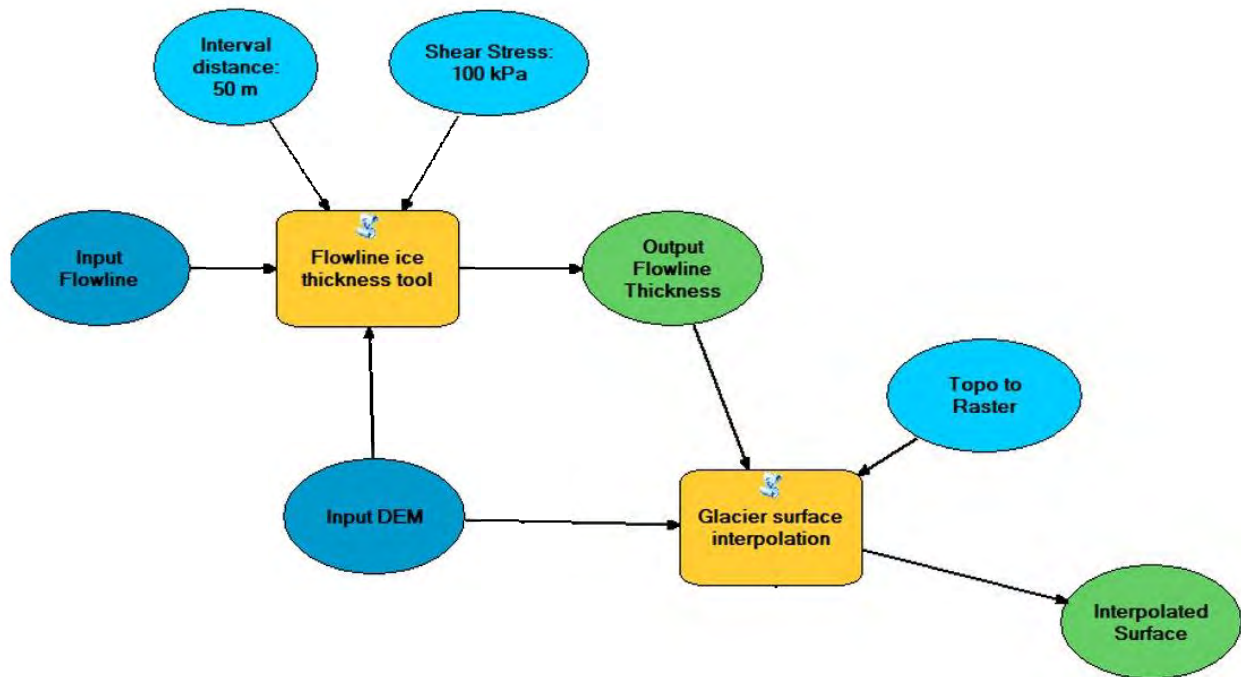 Interval
distance:
50 m
Shear Stress:
100 kPa
Input
Flowline
Flowline ice
thickness tool
Output
Flowline
Thickness
Topo to
Raster
Input DEM
Glacier surface
interpolation
Interpolated
Surface